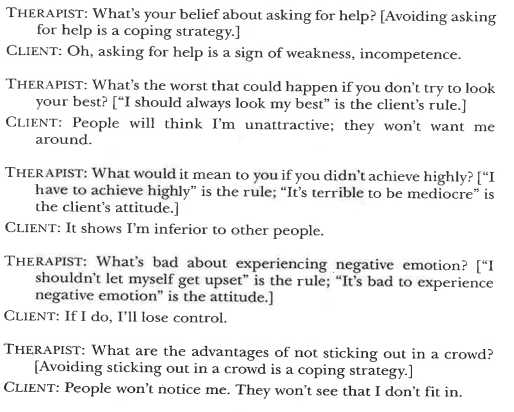 THERAPIST: What's your belief about asking for help? [Avoiding asking
for help is a coping strategy.]
CLIENT: Oh, asking for help is a sign of weakness, incompetence.
THERAPIST: What's the worst that could happen if you don't try to look
your best? ["I should always look my best" is the client's rule.]
CLIENT: People will think I'm unattractive; they won't want me
around.
THERAPIST: What would it mean to you if you didn't achieve highly? ["I
have to achieve highly" is the rule; "It's terrible to be mediocre" is
the client's attitude.]
CLIENT: It shows I'm inferior to other people.
THERAPIST: What's bad about experiencing negative emotion? ["I
shouldn't let myself get upset" is the rule; "It's bad to experience
negative emotion" is the attitude.]
CLIENT: If I do, I'll lose control.
THERAPIST: What are the advantages of not sticking out in a crowd?
[Avoiding sticking out in a crowd is a coping strategy.]
CLIENT: People won't notice me. They won't see that I don't fit in.